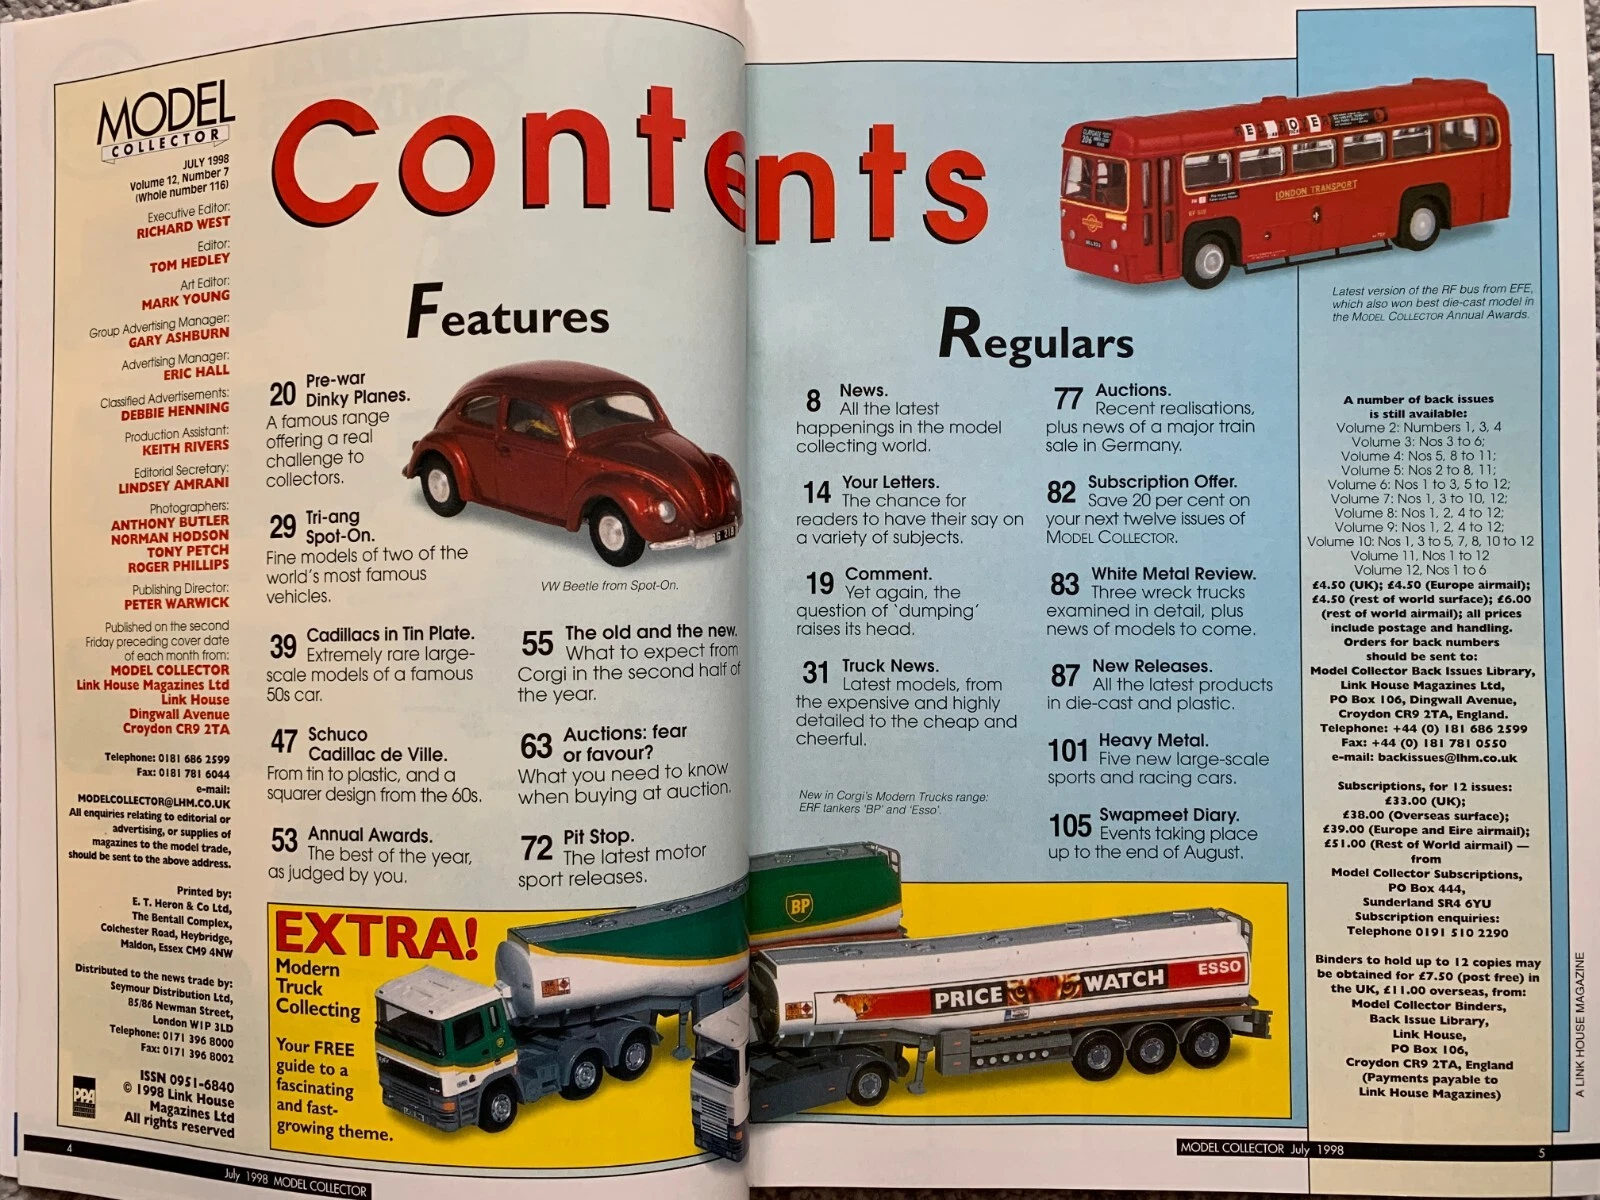 MODEL
COLLECTOR
JULY 1998
Volume 12, Number 7
(Whole number 116)
Executive Editor:
RICHARD WEST
Editor:
TOM HEDLEY
Art Editor:
MARK YOUNG
Group Advertising Manager:
GARY ASHBURN
Advertising Manager:
ERIC HALL
Classified Advertisements:
DEBBIE HENNING
Production Assistant:
KEITH RIVERS
Editorial Secretary:
LINDSEY AMRANI
Photographers:
ANTHONY BUTLER
NORMAN HODSON
TONY PETCH
ROGER PHILLIPS
Publishing Director:
PETER WARWICK
Published on the second
Friday preceding cover date
of each month from:
MODEL COLLECTOR
Link House Magazines Ltd
Link House
Dingwall Avenue
Croydon CR9 2TA
Telephone: 0181 686 2599
Fax: 0181 781 6044
e-mail:
MODELCOLLECTOR@LHM.CO.UK
All enquiries relating to editorial or
advertising, or supplies of
magazines to the model trade,
should be sent to the above address.
Printed by:
E. T. Heron & Co Ltd,
The Bentall Complex,
Colchester Road, Heybridge,
Maldon, Essex CM9 4NW
Distributed to the news trade by:
Seymour Distribution Ltd,
85/86 Newman Street,
London W1P 3LD
Telephone: 0171 396 8000
Fax: 0171 396 8002
PPA
ISSN 0951-6840
© 1998 Link House
Magazines Ltd
All rights reserved
4
July 1998 MODEL COLLECTOR
Contents
Features
20 Pre-war
Dinky Planes.
A famous range
offering a real
challenge to
collectors.
29 Tri-ang
Spot-On.
Fine models of two of the
world's most famous
vehicles.
VW Beetle from Spot-On.
39 Cadillacs in Tin Plate.
Extremely rare large-
scale models of a famous
50s car.
47 Schuco
Cadillac de Ville.
From tin to plastic, and a
squarer design from the 60s.
53 Annual Awards.
The best of the year,
as judged by you.
55 The old and the new.
What to expect from
Corgi in the second half of
the year.
63 Auctions: fear
or favour?
What you need to know
when buying at auction.
72 Pit Stop.
The latest motor
sport releases.
EXTRA!
Modern
Truck
Collecting
Your FREE
guide to a
fascinating
and fast-
growing theme.
Regulars
8 News.
All the latest
happenings in the model
collecting world.
14 Your Letters.
The chance for
readers to have their say on
a variety of subjects.
19 Comment.
Yet again, the
question of 'dumping'
raises its head.
31 Truck News.
Latest models, from
the expensive and highly
detailed to the cheap and
cheerful.
New in Corgi's Modern Trucks range:
ERF tankers 'BP' and 'Esso'.
77 Auctions.
Recent realisations,
plus news of a major train
sale in Germany.
82 Subscription Offer.
Save 20 per cent on
your next twelve issues of
MODEL COLLECTOR.
83 White Metal Review.
Three wreck trucks
examined in detail, plus
news of models to come.
87 New Releases.
All the latest products
in die-cast and plastic.
101 Heavy Metal.
Five new large-scale
sports and racing cars.
105 Swapmeet Diary.
Events taking place
up to the end of August.
BP
PRICE WATCH ESSO
206
LONDON TRANSPORT
Latest version of the RF bus from EFE,
which also won best die-cast model in
the MODEL COLLECTOR Annual Awards.
A number of back issues
is still available:
Volume 2: Numbers 1, 3, 4
Volume 3: Nos 3 to 6;
Volume 4: Nos 5, 8 to 11;
Volume 5: Nos 2 to 8, 11;
Volume 6: Nos 1 to 3, 5 to 12;
Volume 7: Nos 1, 3 to 10, 12;
Volume 8: Nos 1, 2, 4 to 12;
Volume 9: Nos 1, 2, 4 to 12;
Volume 10: Nos 1, 3 to 5, 7, 8, 10 to 12
Volume 11, Nos 1 to 12
Volume 12, Nos 1 to 6
£4.50 (UK); £4.50 (Europe airmail);
£4.50 (rest of world surface); £6.00
(rest of world airmail); all prices
include postage and handling.
Orders for back numbers
should be sent to:
Model Collector Back Issues Library,
Link House Magazines Ltd,
PO Box 106, Dingwall Avenue,
Croydon CR9 2TA, England.
Telephone: +44 (0) 181 686 2599
Fax: +44 (0) 181 781 0550
e-mail: backissues@lhm.co.uk
Subscriptions, for 12 issues:
£33.00 (UK);
£38.00 (Overseas surface);
£39.00 (Europe and Eire airmail);
£51.00 (Rest of World airmail) —
from
Model Collector Subscriptions,
PO Box 444,
Sunderland SR4 6YU
Subscription enquiries:
Telephone 0191 510 2290
Binders to hold up to 12 copies may
be obtained for £7.50 (post free) in
the UK, £11.00 overseas, from:
Model Collector Binders,
Back Issue Library,
Link House,
PO Box 106,
Croydon CR9 2TA, England
(Payments payable to
Link House Magazines)
A LINK HOUSE MAGAZINE
MODEL COLLECTOR July 1998
5